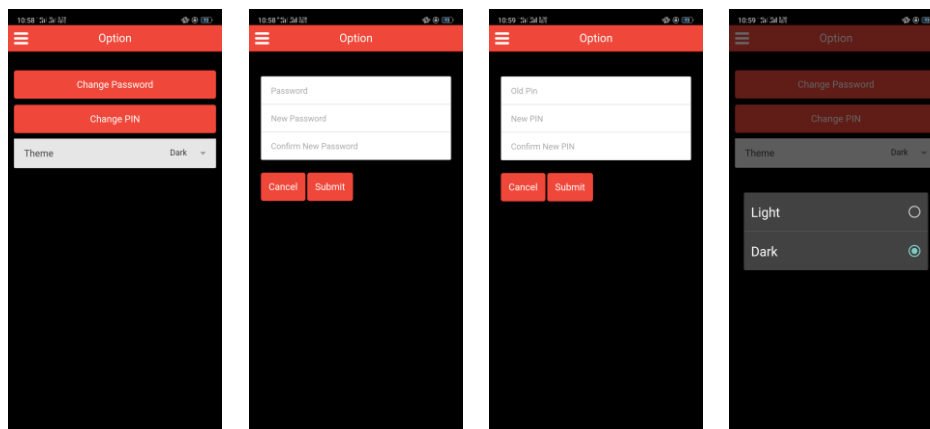 10:58
Option
Change Password
Change PIN
Theme Dark
10:58
Option
Password
New Password
Confirm New Password
Cancel Submit
10:59
Option
Old Pin
New PIN
Confirm New PIN
Cancel Submit
10:59
Option
Change Password
Change PIN
Theme Dark
Light
Dark